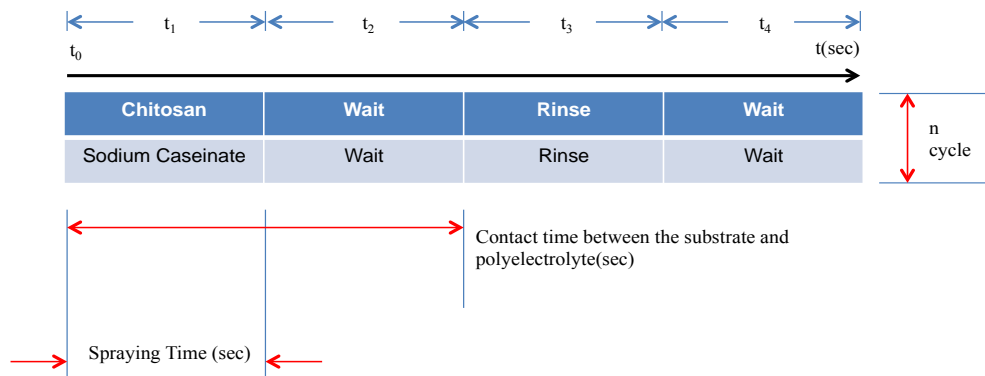 t1 t2 t3 t4
t0 t(sec)
Chitosan Wait Rinse Wait
Sodium Caseinate Wait Rinse Wait
n
cycle
Contact time between the substrate and
polyelectrolyte(sec)
Spraying Time (sec)